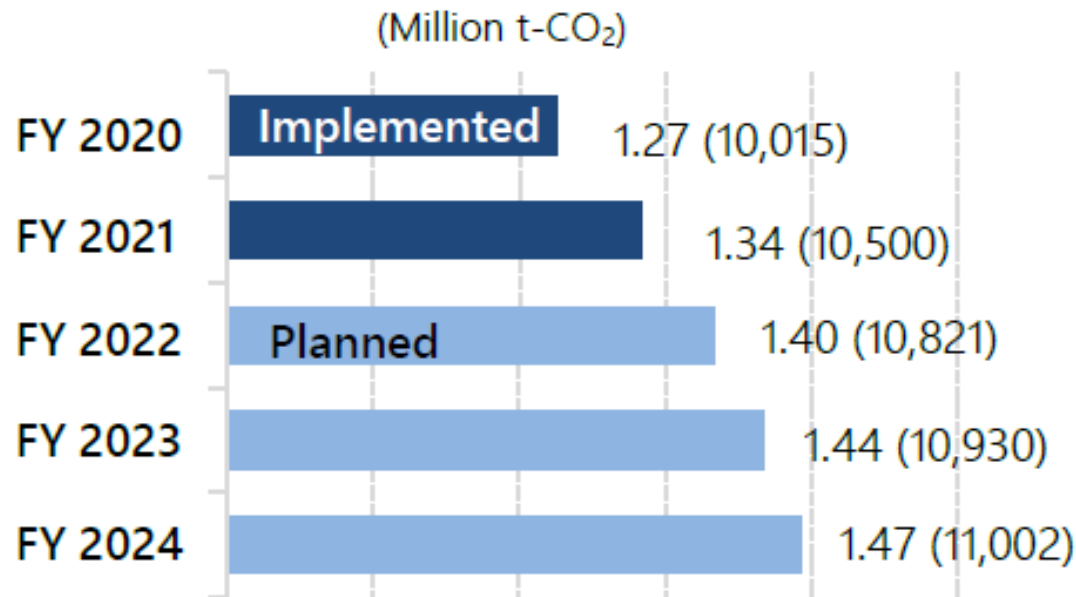 (Million t-CO₂)
FY 2020 Implemented 1.27 (10,015)
FY 2021 1.34 (10,500)
FY 2022 Planned 1.40 (10,821)
FY 2023 1.44 (10,930)
FY 2024 1.47 (11,002)